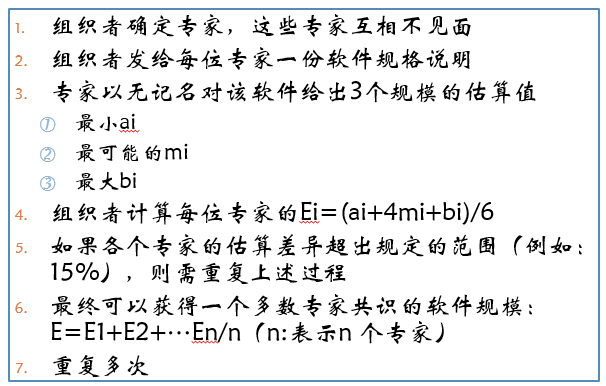 1. 组织者确定专家，这些专家互相不见面
2. 组织者发给每位专家一份软件规格说明
3. 专家以无记名对该软件给出3个规模的估算值
① 最小ai
② 最可能的mi
③ 最大bi
4. 组织者计算每位专家的Ei＝(ai+4mi+bi)/6
5. 如果各个专家的估算差异超出规定的范围（例如：
15%），则需重复上述过程
6. 最终可以获得一个多数专家共识的软件规模：
E＝E1+E2+…En/n（n:表示n 个专家）
7. 重复多次